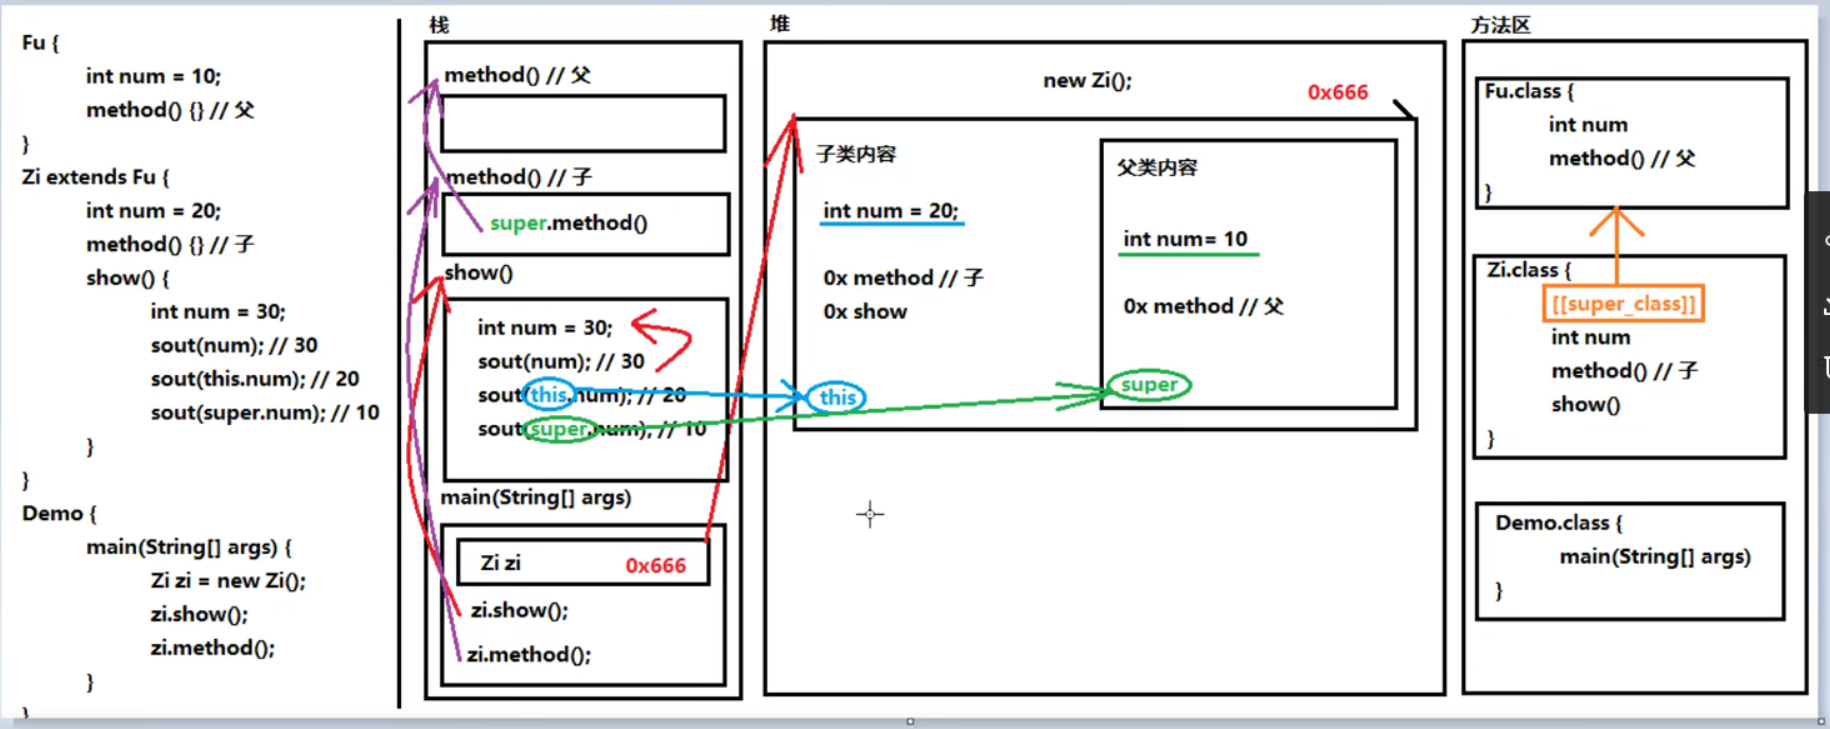 Fu {
int num = 10;
method() {} // 父
}
Zi extends Fu {
int num = 20;
method() {} // 子
show() {
int num = 30;
sout(num); // 30
sout(this.num); // 20
sout(super.num); // 10
}
}
Demo {
main(String[] args) {
Zi zi = new Zi();
zi.show();
zi.method();
}
}
栈
method() // 父
method() // 子
super.method()
show()
int num = 30;
sout(num); // 30
sout(this.num); // 20
sout(super.num); // 10
main(String[] args)
Zi zi 0x666
zi.show();
zi.method();
堆
new Zi();
0x666
子类内容
int num = 20;
0x method // 子
0x show
this
父类内容
int num= 10
0x method // 父
super
方法区
Fu.class {
int num
method() // 父
}
Zi.class {
[[super_class]]
int num
method() // 子
show()
}
Demo.class {
main(String[] args)
}